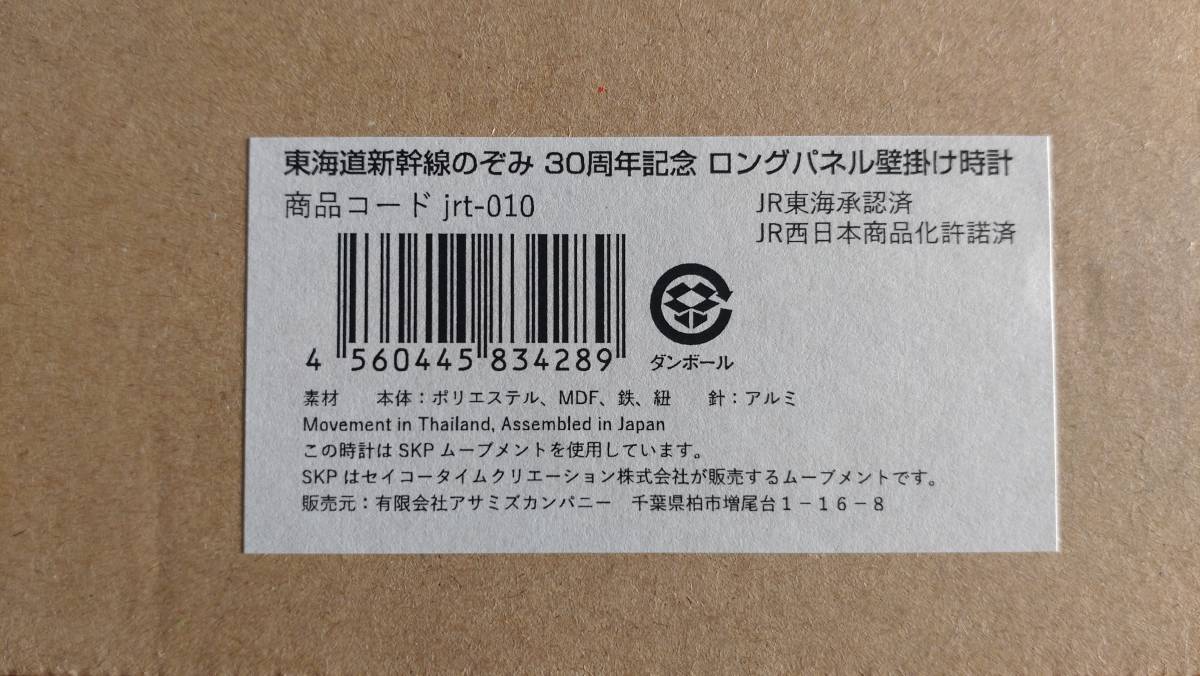 東海道新幹線のぞみ 30周年記念 ロングパネル壁掛け時計
商品コード jrt-010
JR東海承認済
JR西日本商品化許諾済
4 560445 834289
ダンボール
素材　本体：ポリエステル、MDF、鉄、紐　針：アルミ
Movement in Thailand, Assembled in Japan
この時計は SKP ムーブメントを使用しています。
SKP はセイコータイムクリエーション株式会社が販売するムーブメントです。
販売元：有限会社アサミズカンパニー　千葉県柏市増尾台１－１６－８